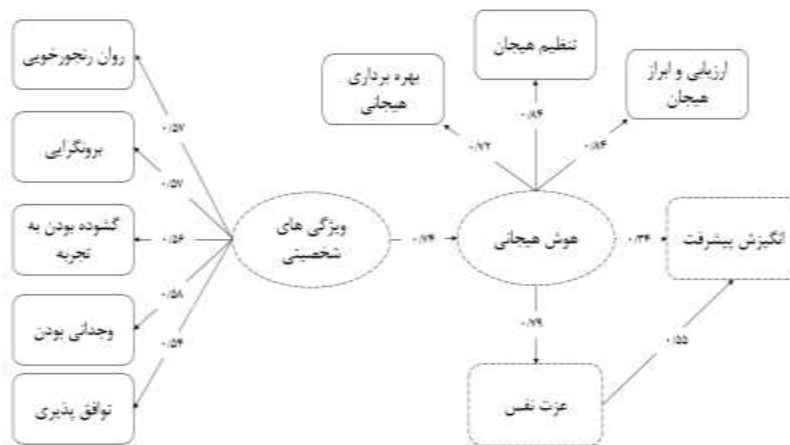 روان رنجورخویی
برونگرایی
گشوده بودن به
تجربه
وجدانی بودن
توافق پذیری
۰/۵۷
۰/۵۷
۰/۵۶
۰/۵۸
۰/۵۴
ویژگی های
شخصیتی
۰/۷۴
هوش هیجانی
بهره برداری
هیجانی
تنظیم هیجان
ارزیابی و ابراز
هیجان
۰/۷۲
۰/۸۴
۰/۸۴
۰/۳۴
انگیزش پیشرفت
۰/۷۹
عزت نفس
۰/۵۵